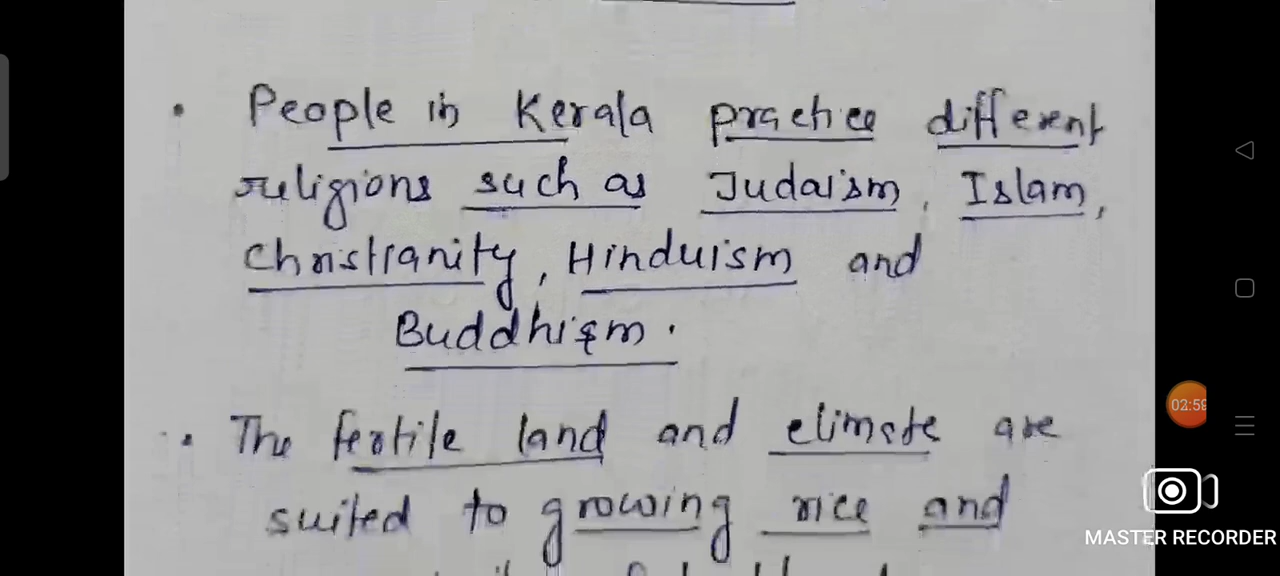 People in Kerala practice different
religions such as Judaism, Islam,
Christianity, Hinduism and
Buddhism.
The fertile land and climate are
suited to growing rice and
02:59
MASTER RECORDER